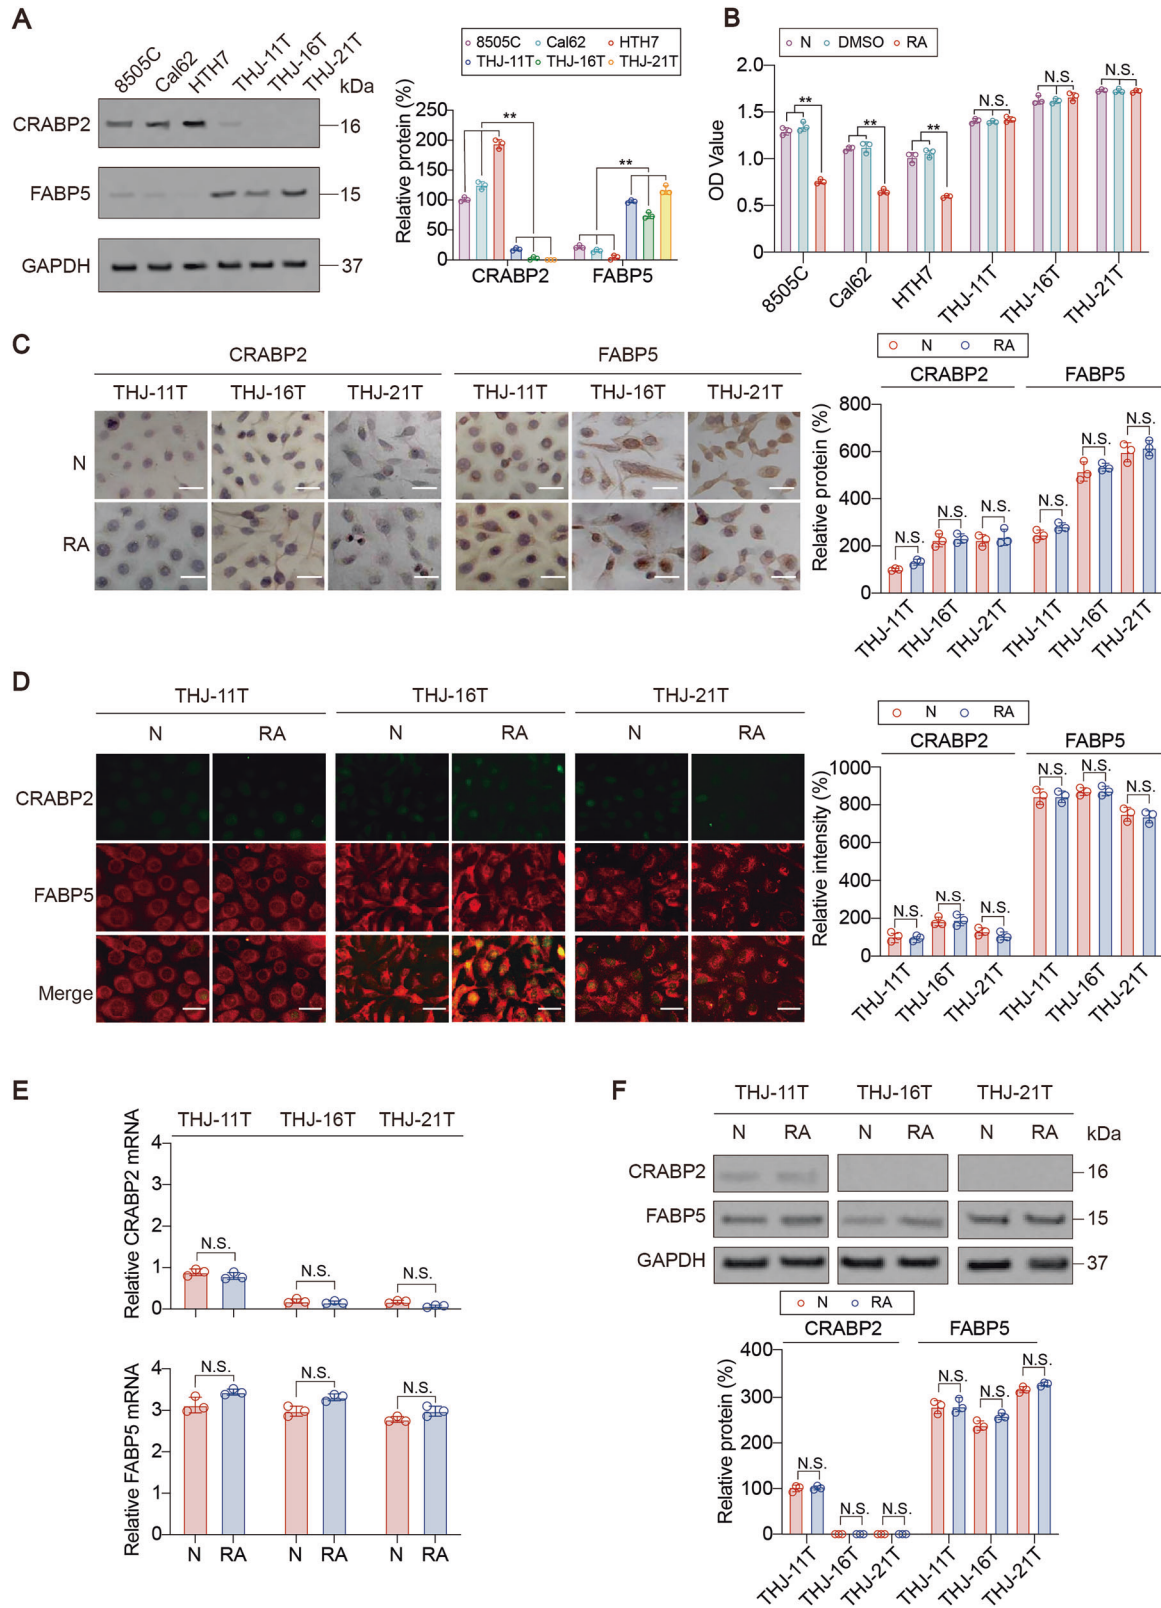 A
8505C
Cal62
HTH7
THJ-11T
THJ-16T
THJ-21T
kDa
CRABP2
16
FABP5
15
GAPDH
37
8505C Cal62 HTH7
THJ-11T THJ-16T THJ-21T
Relative protein (%)
250
200
150
100
50
0
**
**
CRABP2 FABP5
B
N DMSO RA
OD Value
2.0
1.5
1.0
0.5
0
**
**
**
N.S.
N.S.
N.S.
8505C
Cal62
HTH7
THJ-11T
THJ-16T
THJ-21T
C
CRABP2 FABP5
THJ-11T THJ-16T THJ-21T THJ-11T THJ-16T THJ-21T
N
RA
N RA
CRABP2 FABP5
Relative protein (%)
800
600
400
200
0
N.S.
N.S.
N.S.
N.S.
N.S.
N.S.
THJ-11T
THJ-16T
THJ-21T
THJ-11T
THJ-16T
THJ-21T
D
THJ-11T THJ-16T THJ-21T
N RA N RA N RA
CRABP2
FABP5
Merge
N RA
CRABP2 FABP5
Relative intensity (%)
1000
800
600
400
200
0
N.S.
N.S.
N.S.
N.S.
N.S.
N.S.
THJ-11T
THJ-16T
THJ-21T
THJ-11T
THJ-16T
THJ-21T
E
THJ-11T THJ-16T THJ-21T
Relative CRABP2 mRNA
4
3
2
1
0
N.S.
N.S.
N.S.
Relative FABP5 mRNA
4
3
2
1
0
N.S.
N.S.
N.S.
N RA N RA N RA
F
THJ-11T THJ-16T THJ-21T
N RA N RA N RA kDa
CRABP2
16
FABP5
15
GAPDH
37
N RA
CRABP2 FABP5
Relative protein (%)
400
300
200
100
0
N.S.
N.S.
N.S.
N.S.
N.S.
N.S.
THJ-11T
THJ-16T
THJ-21T
THJ-11T
THJ-16T
THJ-21T